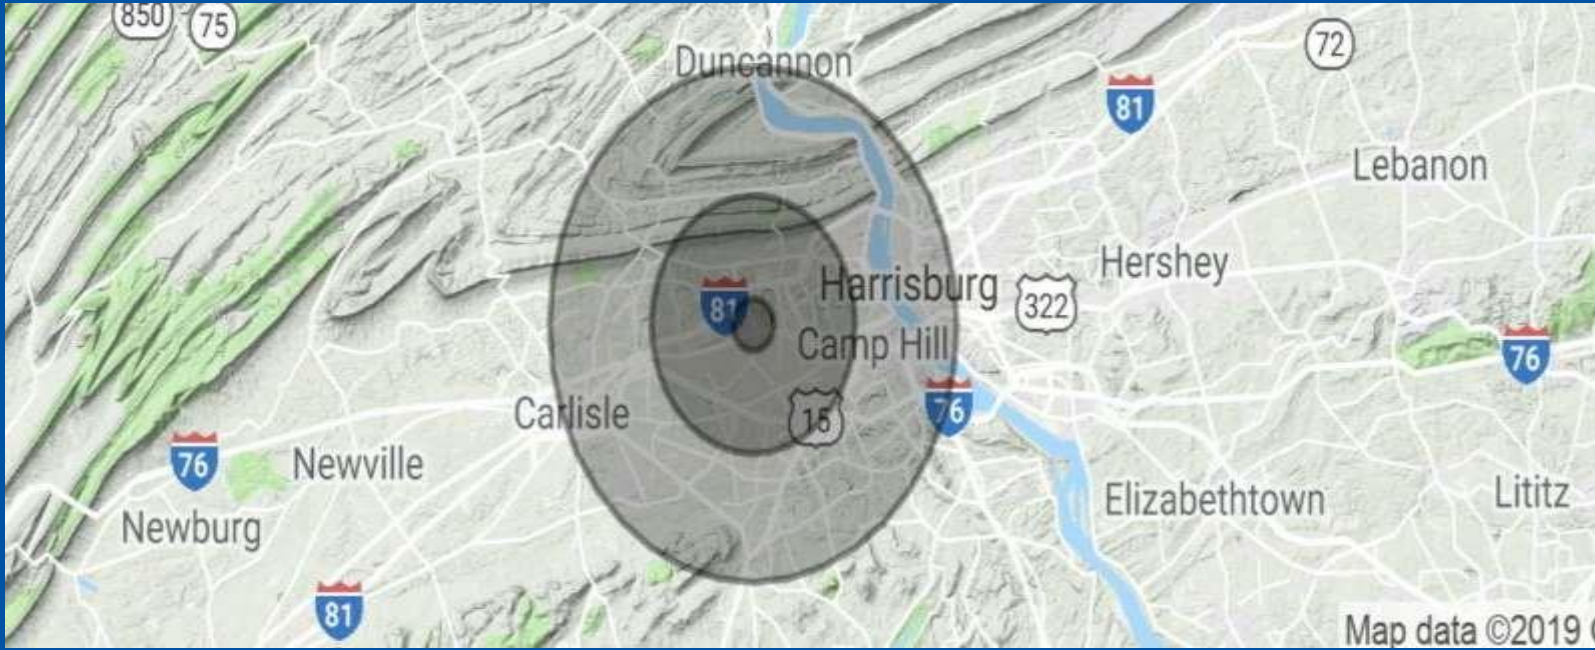 850
75
Duncannon
72
81
Lebanon
Hershey
81
Harrisburg
322
Camp Hill
76
Carlisle
76
15
76
Newville
Elizabethtown
Lititz
Newburg
81
Map data ©2019